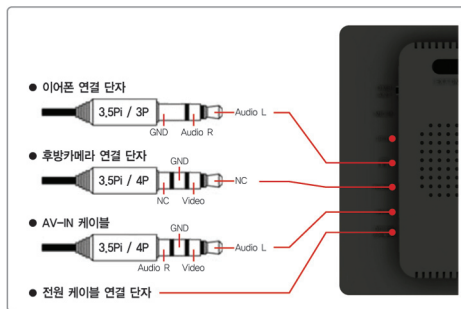 ● 이어폰 연결 단자
3,5Pi / 3P
Audio L
GND
Audio R
● 후방카메라 연결 단자
GND
3,5Pi / 4P
NC
NC
Video
● AV-IN 케이블
GND
3,5Pi / 4P
Audio L
Audio R
Video
● 전원 케이블 연결 단자